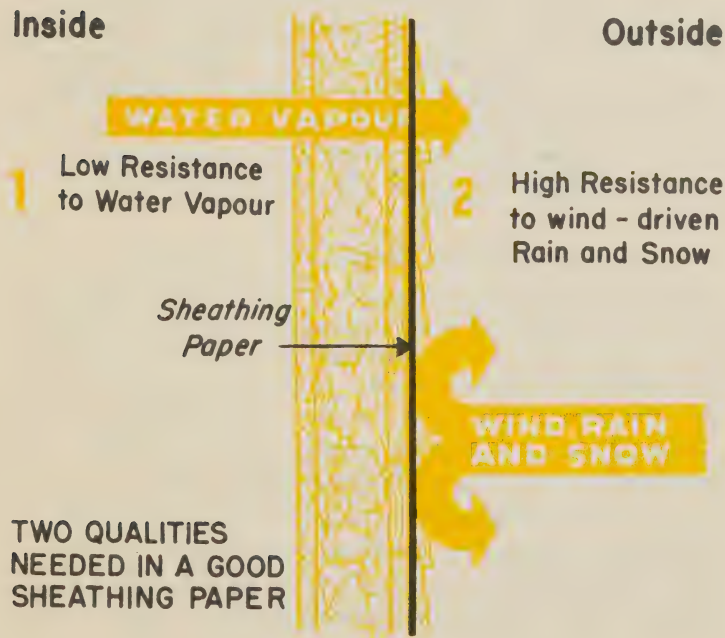 Inside
Outside
WATER VAPOUR
1
Low Resistance
to Water Vapour
2
High Resistance
to wind - driven
Rain and Snow
Sheathing
Paper
WIND, RAIN
AND SNOW
TWO QUALITIES
NEEDED IN A GOOD
SHEATHING PAPER